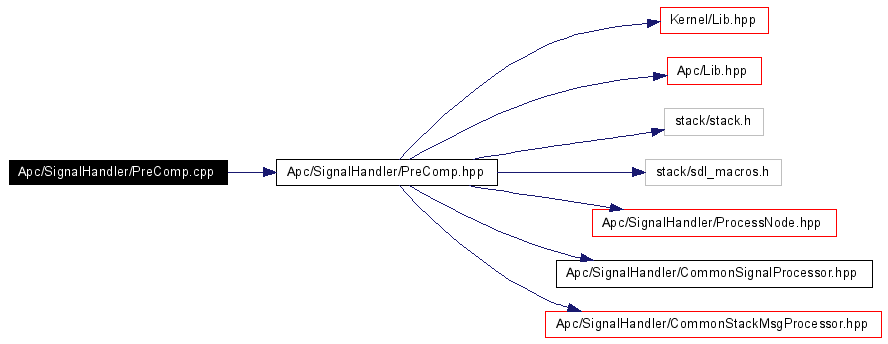 Kernel/Lib.hpp
Apc/Lib.hpp
stack/stack.h
Apc/SignalHandler/PreComp.cpp
Apc/SignalHandler/PreComp.hpp
stack/sdl_macros.h
Apc/SignalHandler/ProcessNode.hpp
Apc/SignalHandler/CommonSignalProcessor.hpp
Apc/SignalHandler/CommonStackMsgProcessor.hpp